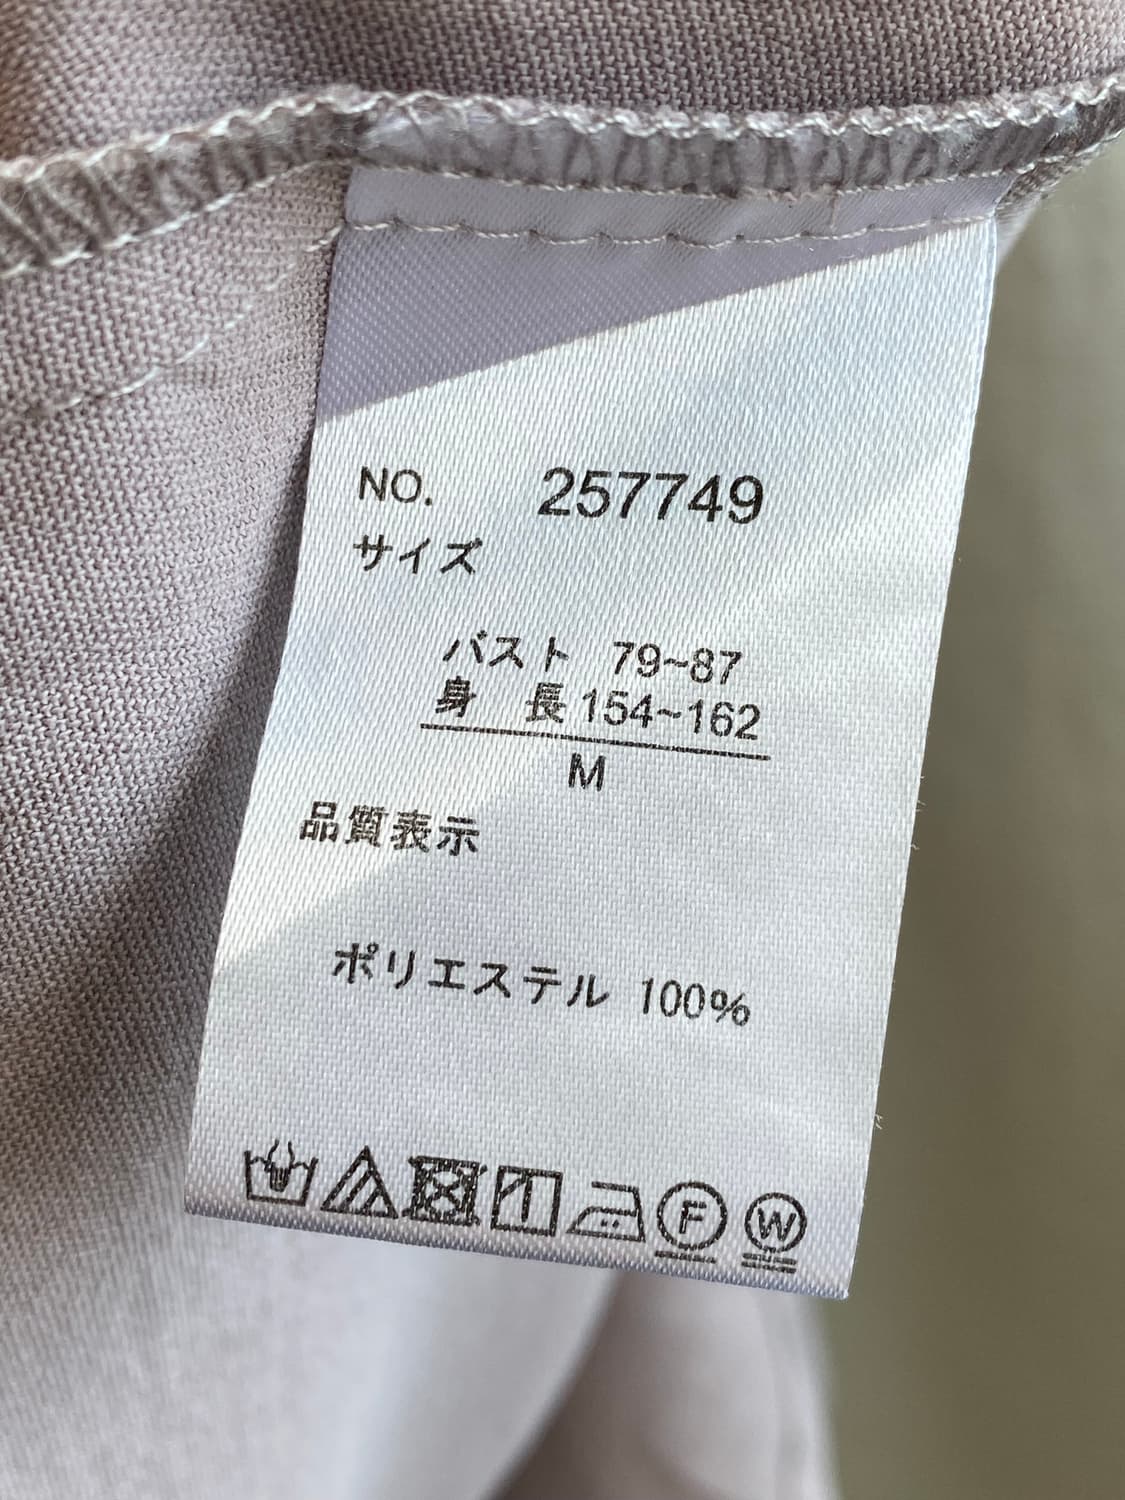 NO. 257749
サイズ
バスト 79~87
身 長 154~162
M
品質表示
ポリエステル 100%
F W